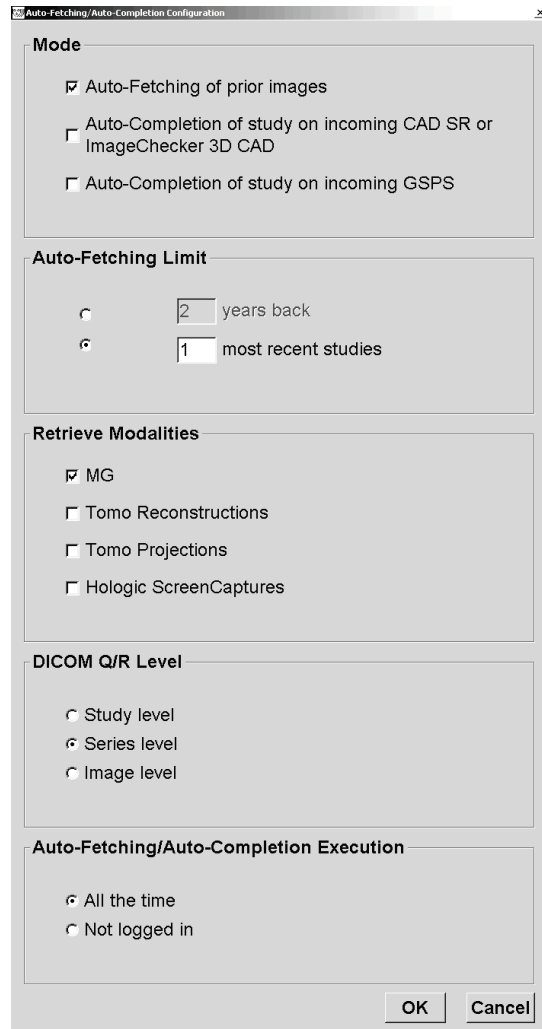 Auto-Fetching/Auto-Completion Configuration
Mode
Auto-Fetching of prior images
Auto-Completion of study on incoming CAD SR or
ImageChecker 3D CAD
Auto-Completion of study on incoming GSPS
Auto-Fetching Limit
2 years back
1 most recent studies
Retrieve Modalities
MG
Tomo Reconstructions
Tomo Projections
Hologic ScreenCaptures
DICOM Q/R Level
Study level
Series level
Image level
Auto-Fetching/Auto-Completion Execution
All the time
Not logged in
OK Cancel